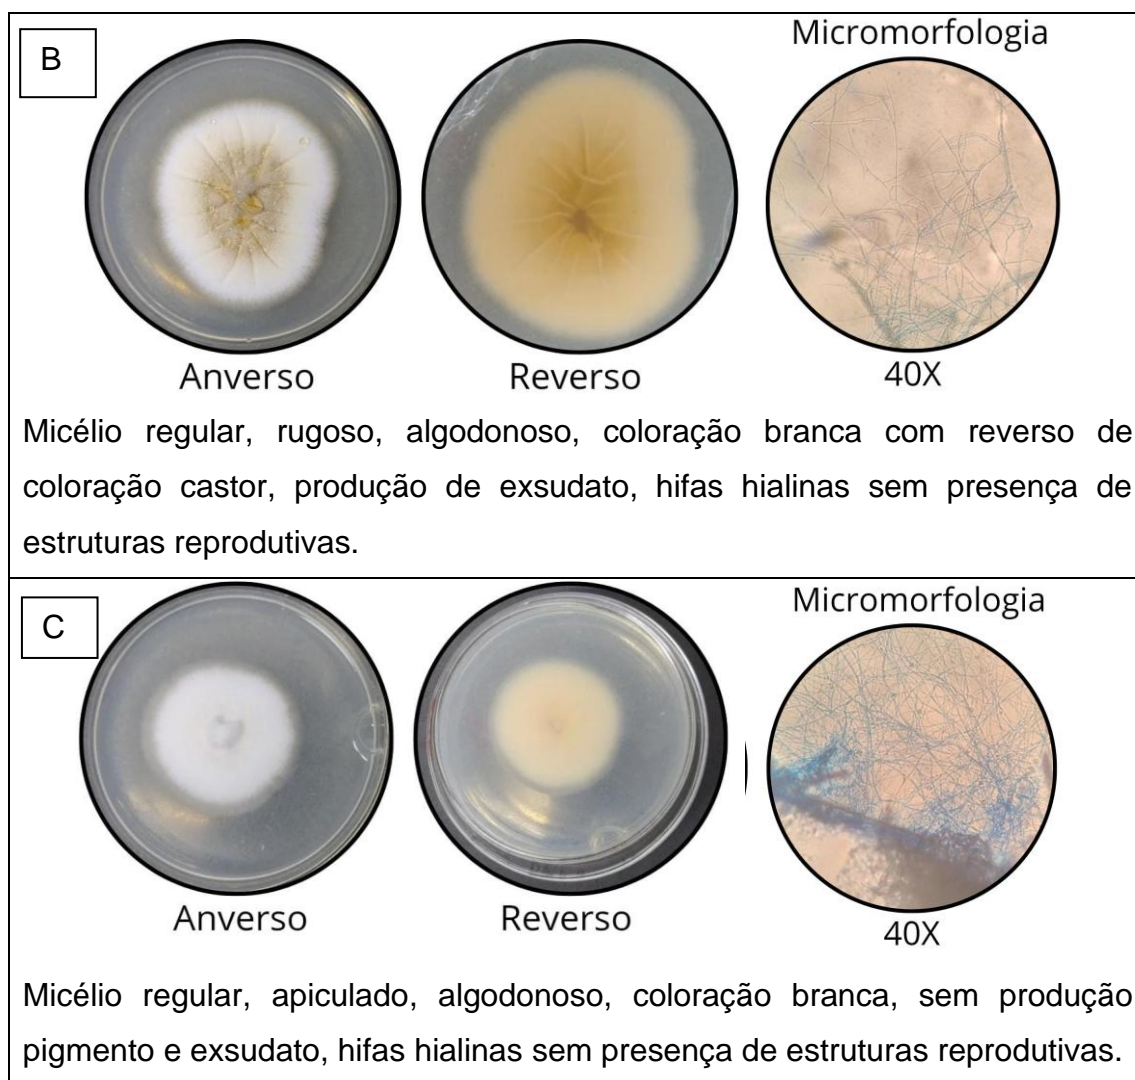 B
Micromorfologia
Anverso
Reverso
40X
Micélio regular, rugoso, algodonoso, coloração branca com reverso de
coloração castor, produção de exsudato, hifas hialinas sem presença de
estruturas reprodutivas.
C
Micromorfologia
Anverso
Reverso
40X
Micélio regular, apiculado, algodonoso, coloração branca, sem produção
pigmento e exsudato, hifas hialinas sem presença de estruturas reprodutivas.